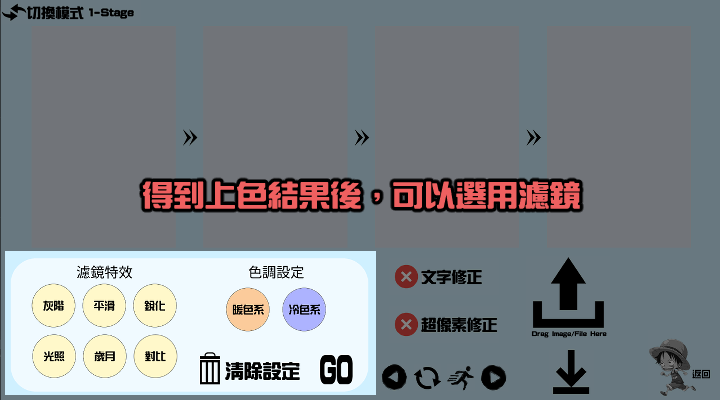 切換模式 1-Stage
得到上色結果後，可以選用濾鏡
濾鏡特效
色調設定
灰階
平滑
銳化
暖色系
冷色系
光照
歲月
對比
清除設定
GO
文字修正
超像素修正
Drag Image/File Here
返回